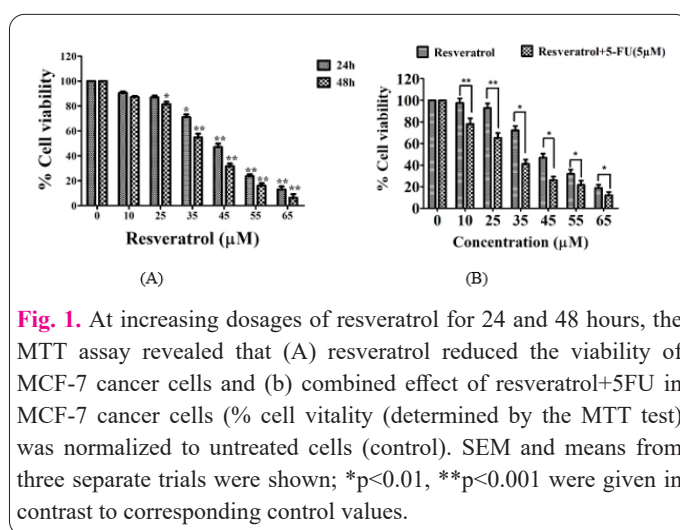 120
100
80
60
40
20
0
% Cell viability
24h
48h
* * ** ** ** ** ** ** **
0 10 25 35 45 55 65
Resveratrol (μM)
(A)
Resveratrol Resveratrol+5-FU(5μM)
120
100
80
60
40
20
0
% Cell viability
** ** * * * *
0 10 25 35 45 55 65
Concentration (μM)
(B)
Fig. 1. At increasing dosages of resveratrol for 24 and 48 hours, the
MTT assay revealed that (A) resveratrol reduced the viability of
MCF-7 cancer cells and (b) combined effect of resveratrol+5FU in
MCF-7 cancer cells (% cell vitality (determined by the MTT test)
was normalized to untreated cells (control). SEM and means from
three separate trials were shown; *p<0.01, **p<0.001 were given in
contrast to corresponding control values.